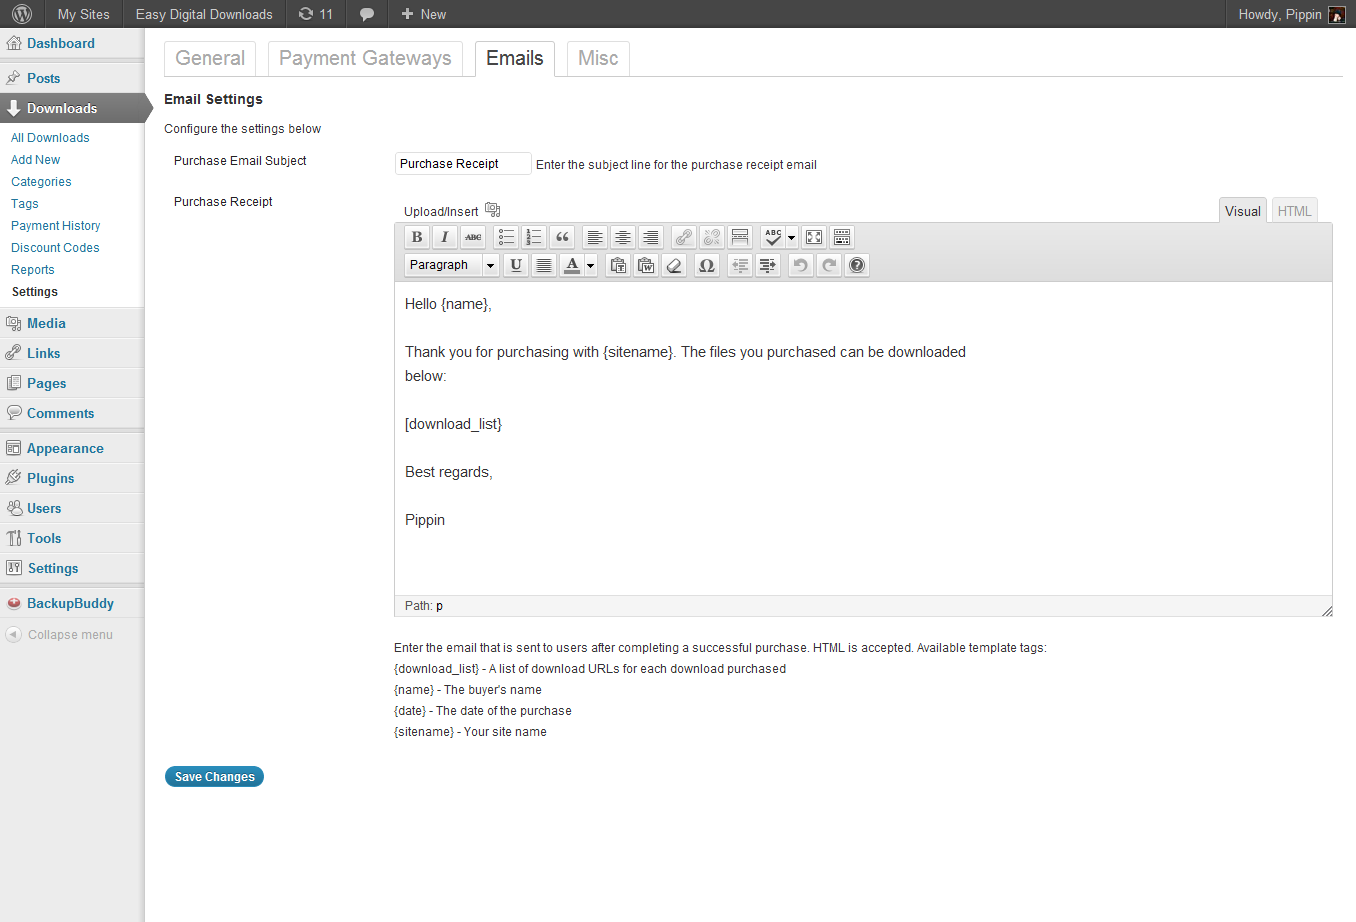 My Sites
Easy Digital Downloads
11
New
Howdy, Pippin
Dashboard
Posts
Downloads
All Downloads
Add New
Categories
Tags
Payment History
Discount Codes
Reports
Settings
Media
Links
Pages
Comments
Appearance
Plugins
Users
Tools
Settings
BackupBuddy
Collapse menu
General
Payment Gateways
Emails
Misc
Email Settings
Configure the settings below
Purchase Email Subject
Purchase Receipt
Enter the subject line for the purchase receipt email
Purchase Receipt
Upload/Insert
Visual
HTML
B
I
ABC
ABC
Paragraph
U
A
Ω
Hello {name},
Thank you for purchasing with {sitename}. The files you purchased can be downloaded
below:
[download_list}
Best regards,
Pippin
Path: p
Enter the email that is sent to users after completing a successful purchase. HTML is accepted. Available template tags:
{download_list} - A list of download URLs for each download purchased
{name} - The buyer's name
{date} - The date of the purchase
{sitename} - Your site name
Save Changes